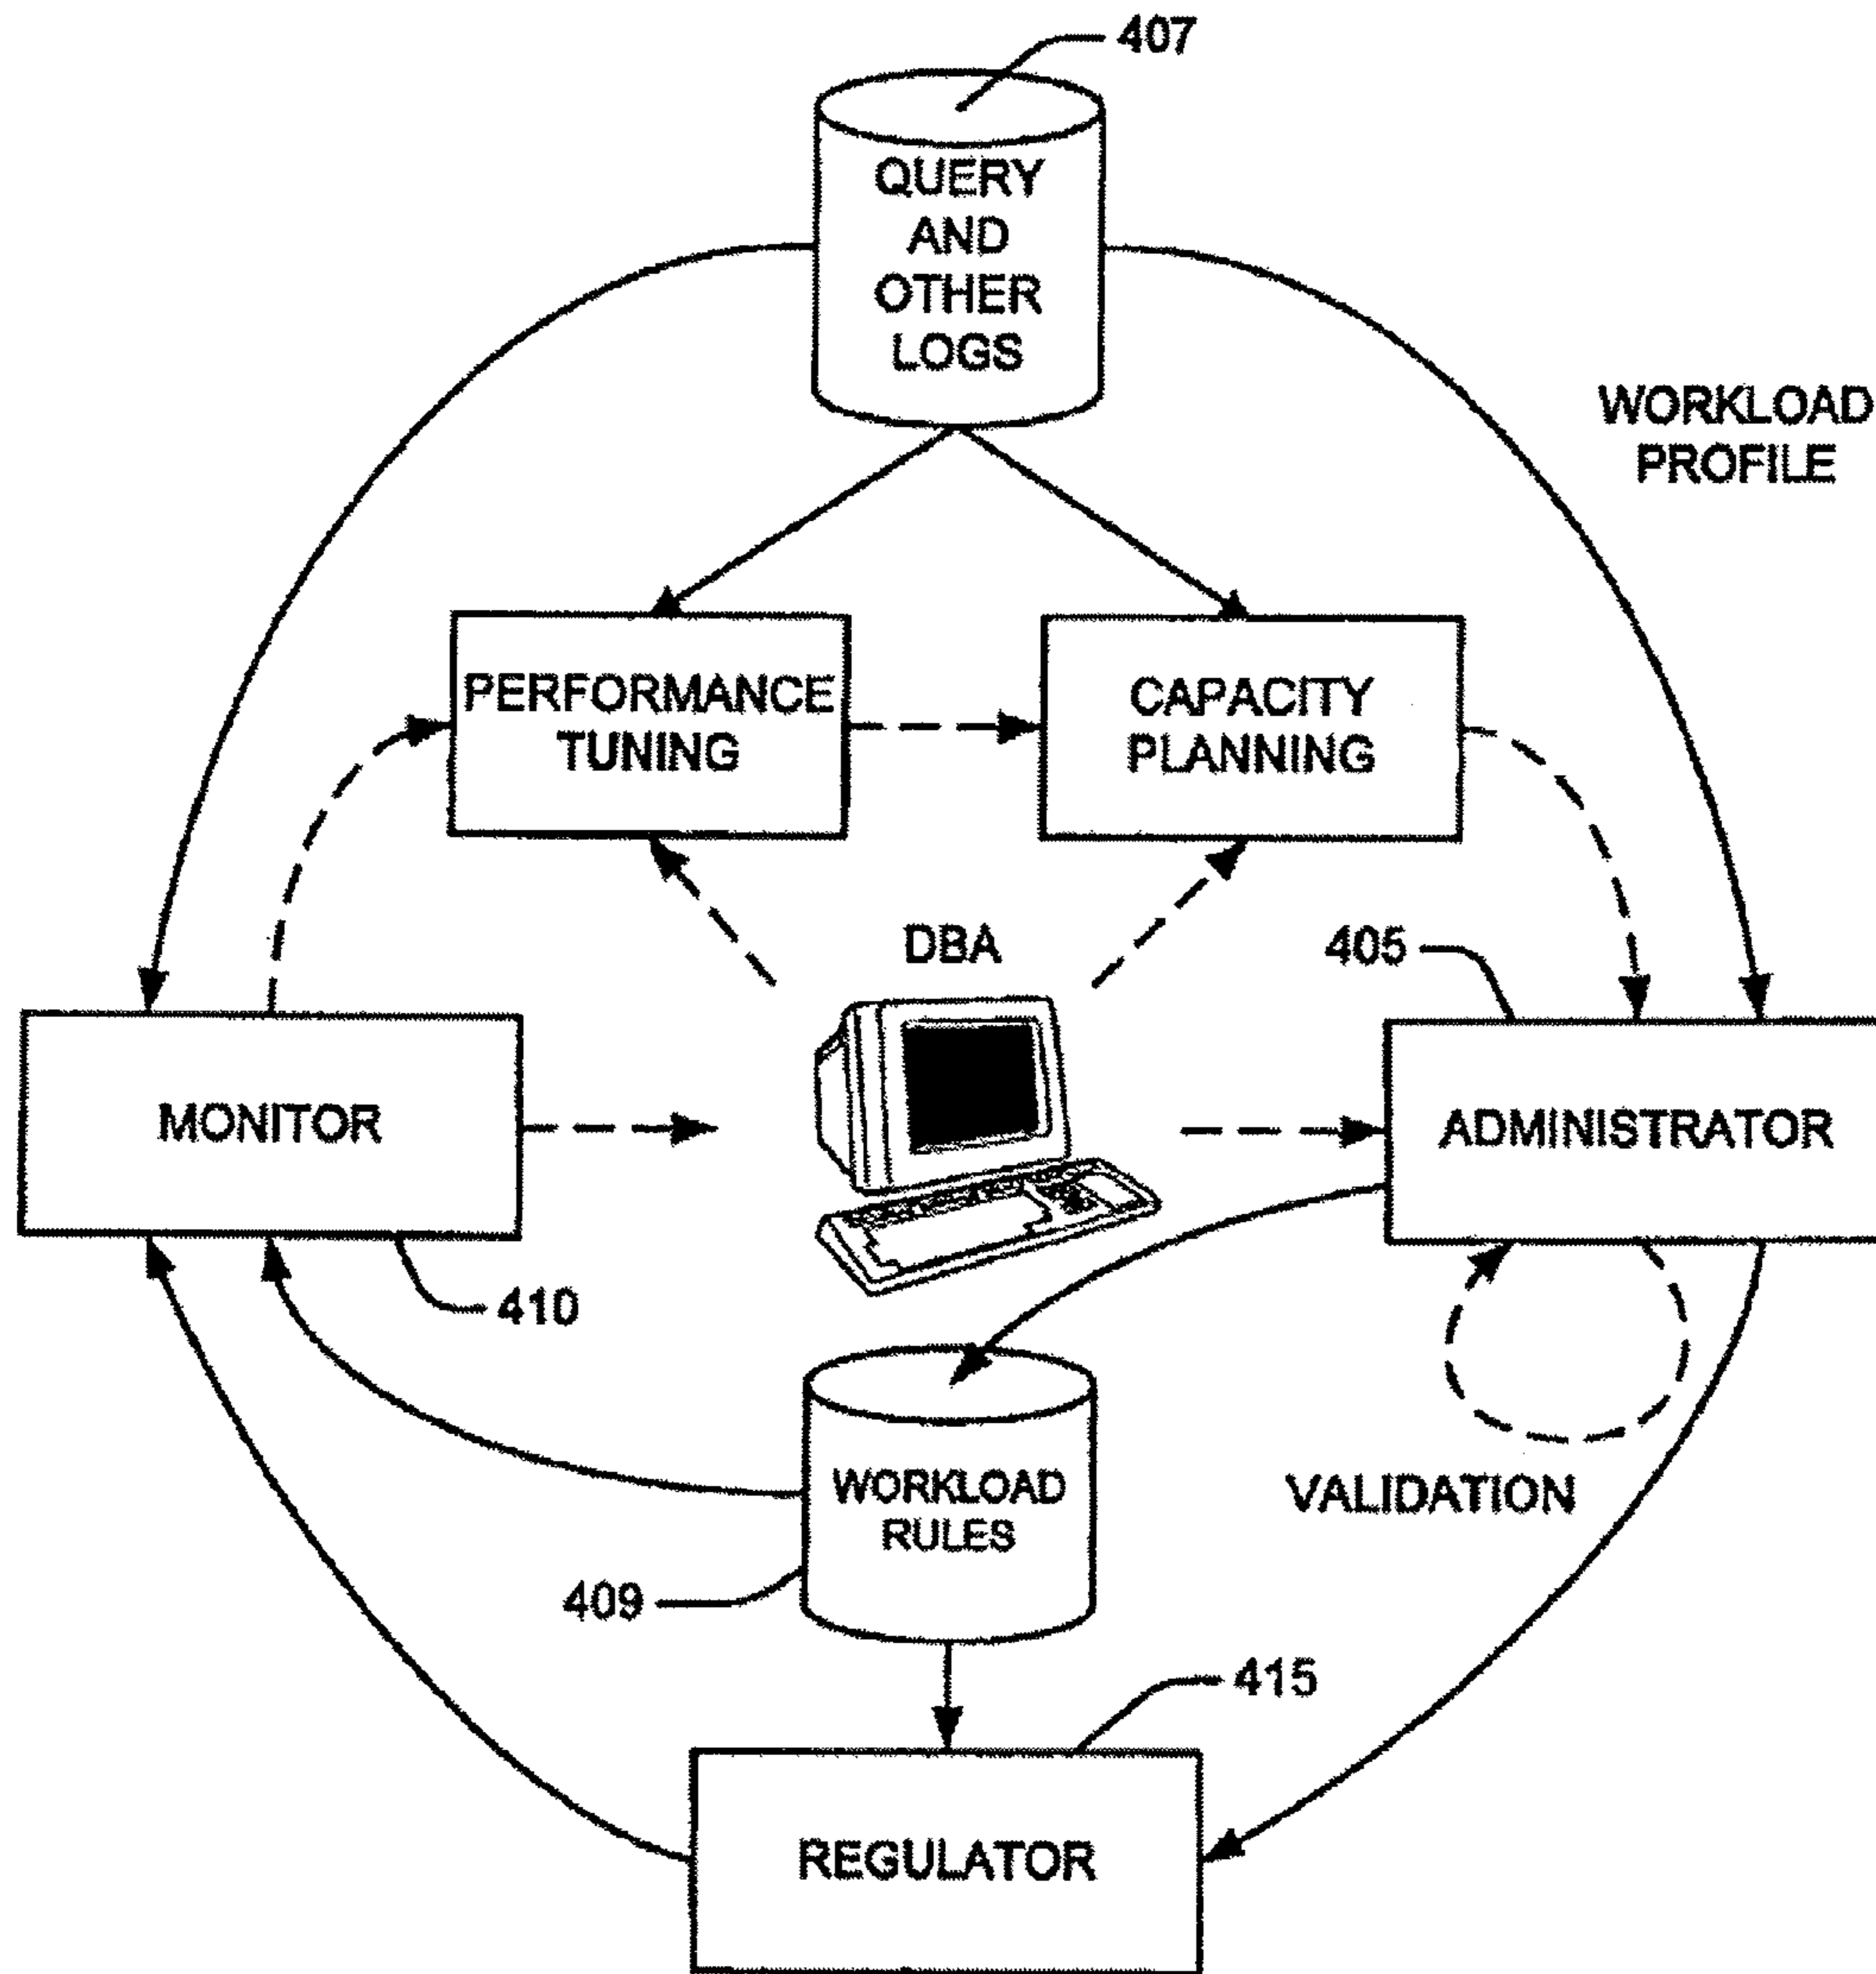 407
QUERY
AND
OTHER
LOGS
WORKLOAD
PROFILE
PERFORMANCE
TUNING
CAPACITY
PLANNING
DBA
405
MONITOR
ADMINISTRATOR
410
WORKLOAD
RULES
VALIDATION
409
415
REGULATOR